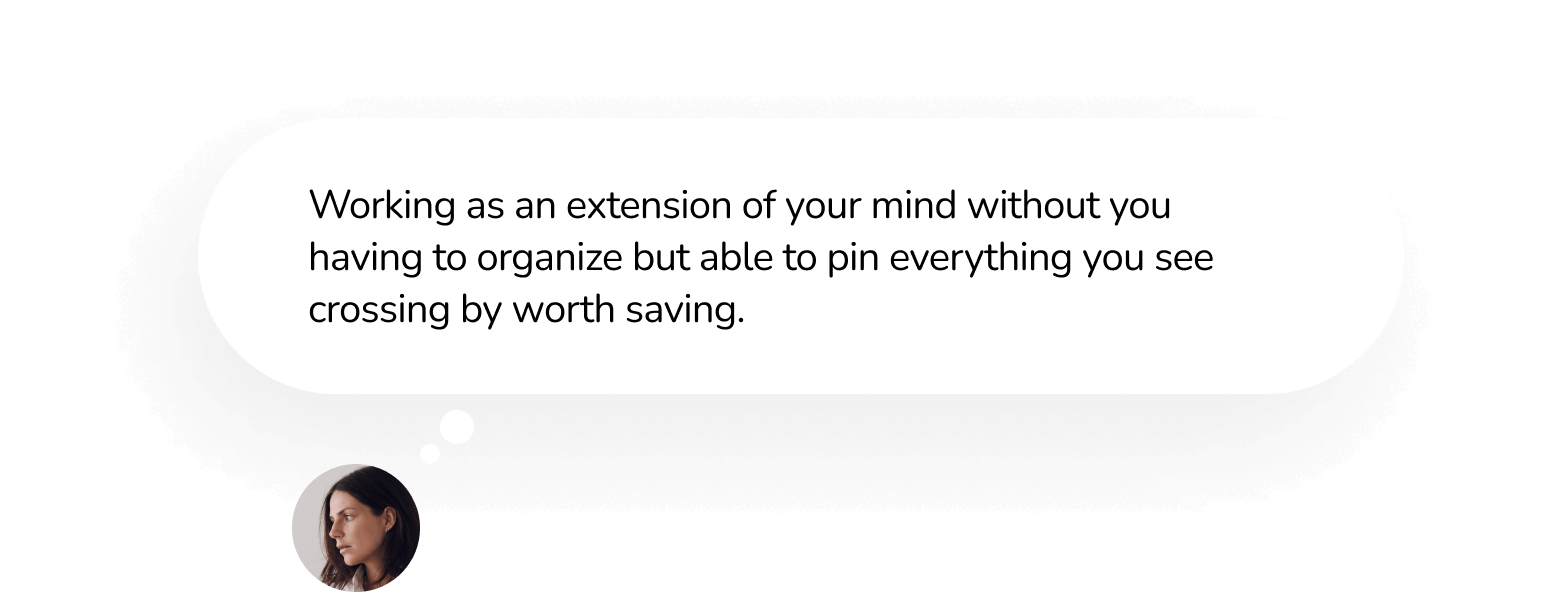 Working as an extension of your mind without you
having to organize but able to pin everything you see
crossing by worth saving.